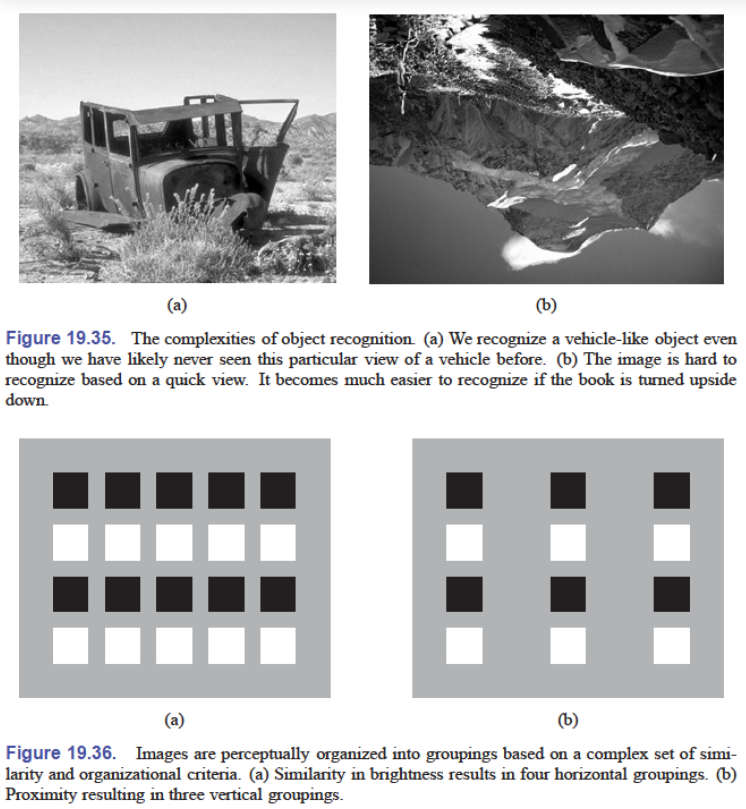 (a)
(b)
Figure 19.35. The complexities of object recognition. (a) We recognize a vehicle-like object even
though we have likely never seen this particular view of a vehicle before. (b) The image is hard to
recognize based on a quick view. It becomes much easier to recognize if the book is turned upside
down.
(a)
(b)
Figure 19.36. Images are perceptually organized into groupings based on a complex set of simi-
larity and organizational criteria. (a) Similarity in brightness results in four horizontal groupings. (b)
Proximity resulting in three vertical groupings.